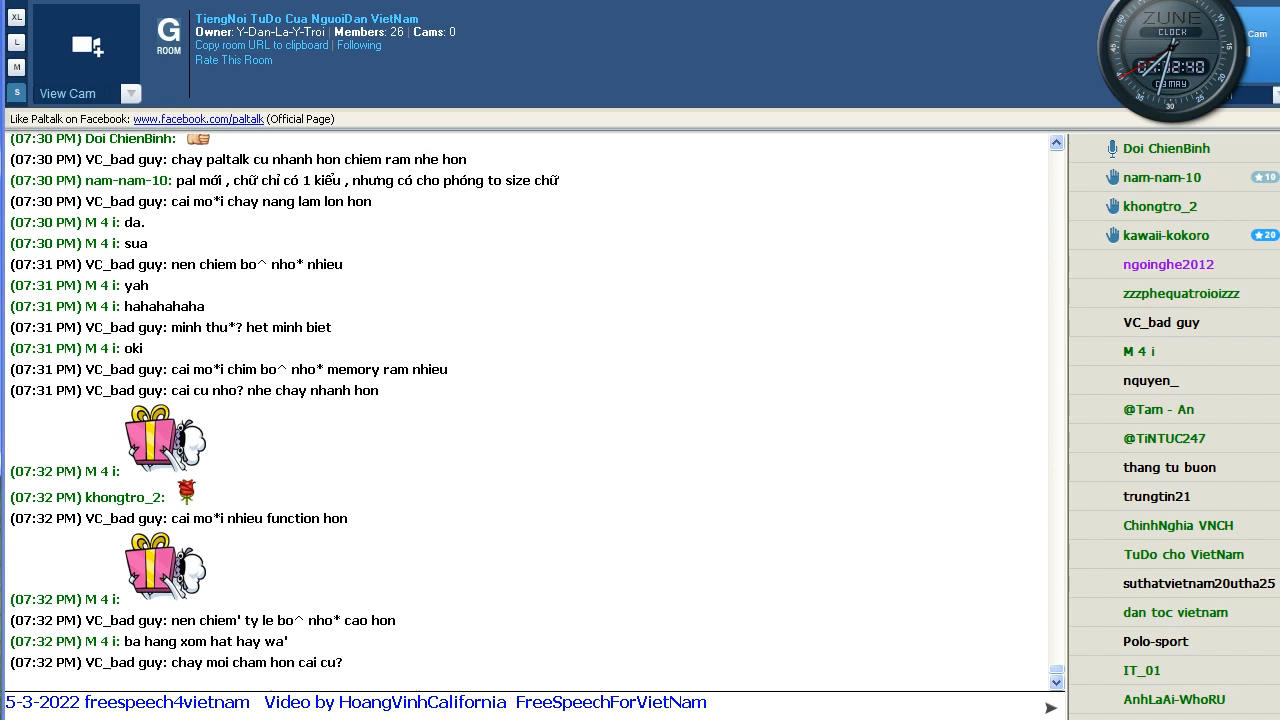 XL
L
M
S
View Cam
G
ROOM
TiengNoi TuDo Cua NguoiDan VietNam
Owner: Y-Dan-La-Y-Troi | Members: 26 | Cams: 0
Copy room URL to clipboard | Following
Rate This Room
ZUNE
CLOCK
03 MAY
30
Cam
Like Paltalk on Facebook: www.facebook.com/paltalk (Official Page)
(07:30 PM) Doi ChienBinh:
(07:30 PM) VC_bad guy: chay paltalk cu nhanh hon chiem ram nhe hon
(07:30 PM) nam-nam-10: pal mới , chữ chỉ có 1 kiểu , nhưng có cho phóng to size chữ
(07:30 PM) VC_bad guy: cai mo*i chay nang lam lon hon
(07:30 PM) M 4 i: da.
(07:30 PM) M 4 i: sua
(07:31 PM) VC_bad guy: nen chiem bo^ nho* nhieu
(07:31 PM) M 4 i: yah
(07:31 PM) M 4 i: hahahahaha
(07:31 PM) VC_bad guy: minh thu*? het minh biet
(07:31 PM) M 4 i: oki
(07:31 PM) VC_bad guy: cai mo*i chim bo^ nho* memory ram nhieu
(07:31 PM) VC_bad guy: cai cu nho? nhe chay nhanh hon
(07:32 PM) M 4 i:
(07:32 PM) khongtro_2:
(07:32 PM) VC_bad guy: cai mo*i nhieu function hon
(07:32 PM) M 4 i:
(07:32 PM) VC_bad guy: nen chiem' ty le bo^ nho* cao hon
(07:32 PM) M 4 i: ba hang xom hat hay wa'
(07:32 PM) VC_bad guy: chay moi cham hon cai cu?
Doi ChienBinh
nam-nam-10 10
khongtro_2
kawaii-kokoro 20
ngoinghe2012
zzzphequatroioizzz
VC_bad guy
M 4 i
nquyen_
@Tam - An
@TiNTUC247
thang tu buon
trungtin21
ChinhNghia VNCH
TuDo cho VietNam
suthatvietnam20utha25
dan toc vietnam
Polo-sport
IT_01
AnhLaAi-WhoRU
5-3-2022 freespeech4vietnam Video by HoangVinhCalifornia FreeSpeechForVietNam